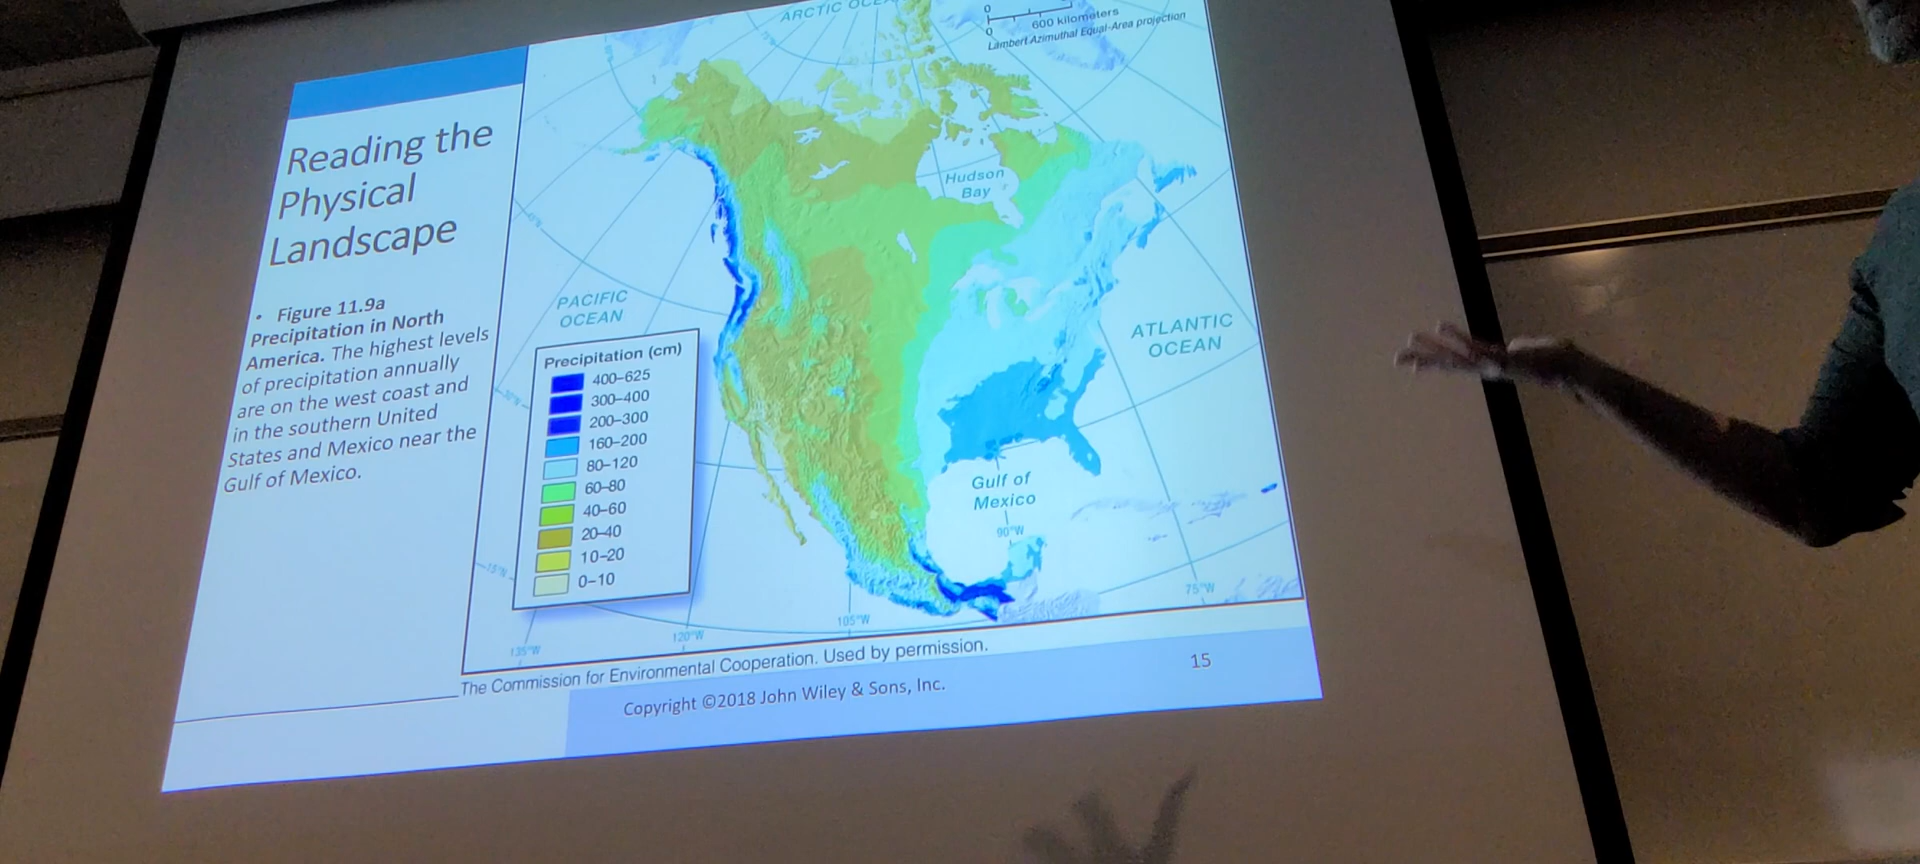 Reading the
Physical
Landscape
• Figure 11.9a
Precipitation in North
America. The highest levels
of precipitation annually
are on the west coast and
in the southern United
States and Mexico near the
Gulf of Mexico.
ARCTIC
0
0
600 kilometers
Lambert Azimuthal Equal-Area projection
Hudson
Bay
PACIFIC
OCEAN
ATLANTIC
OCEAN
Precipitation (cm)
400–625
300–400
200–300
160–200
80–120
60–80
40–60
20–40
10–20
0–10
Gulf of
Mexico
90°W
15°N
75°W
105°W
120°W
135°W
The Commission for Environmental Cooperation. Used by permission.
15
Copyright ©2018 John Wiley & Sons, Inc.